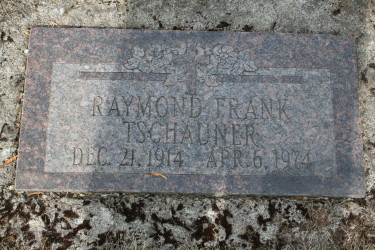 RAYMOND FRANK
TSCHAUNER
DEC. 21, 1914 APR. 6, 1974